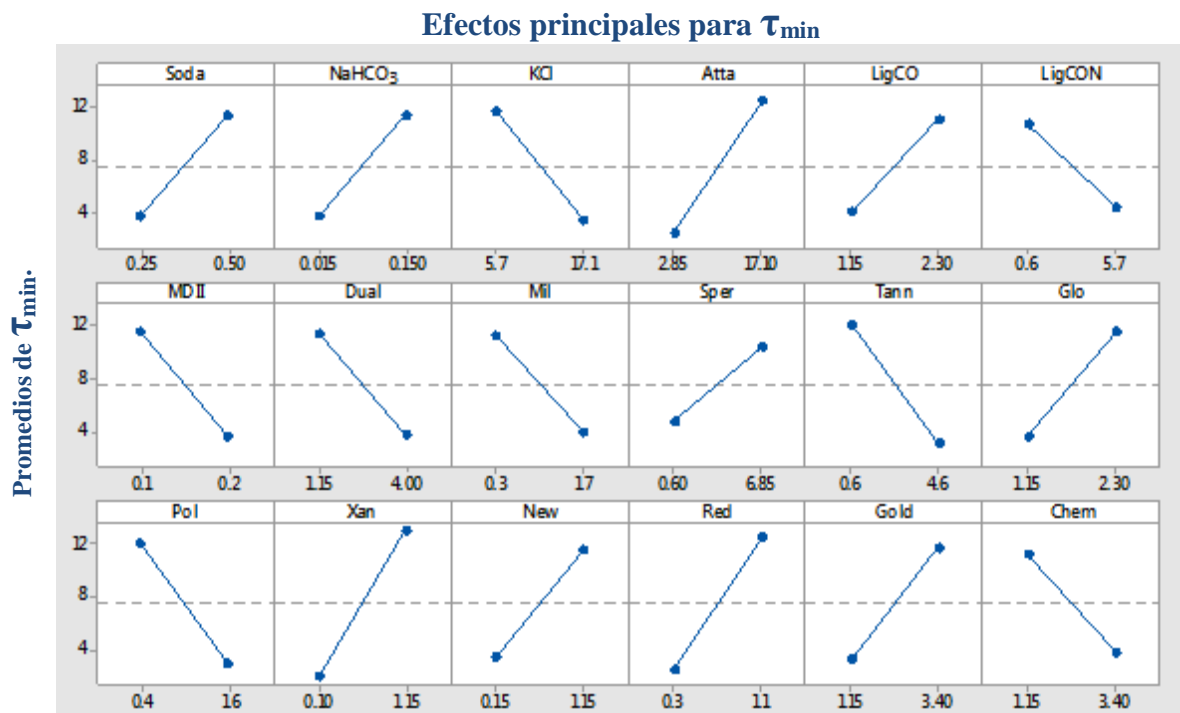 Efectos principales para τmin
Soda NaHCO3 KCl Atta LigCO LigCON
12
8
4
0.25 0.50 0.015 0.150 5.7 17.1 2.85 17.10 1.15 2.30 0.6 5.7
MDII Dual Mil Sper Tann Glo
12
8
4
0.1 0.2 1.15 4.00 0.3 1.7 0.60 6.85 0.6 4.6 1.15 2.30
Pol Xan New Red Gold Chem
12
8
4
0.4 1.6 0.10 1.15 0.15 1.15 0.3 1.1 1.15 3.40 1.15 3.40
Promedios de τmin.